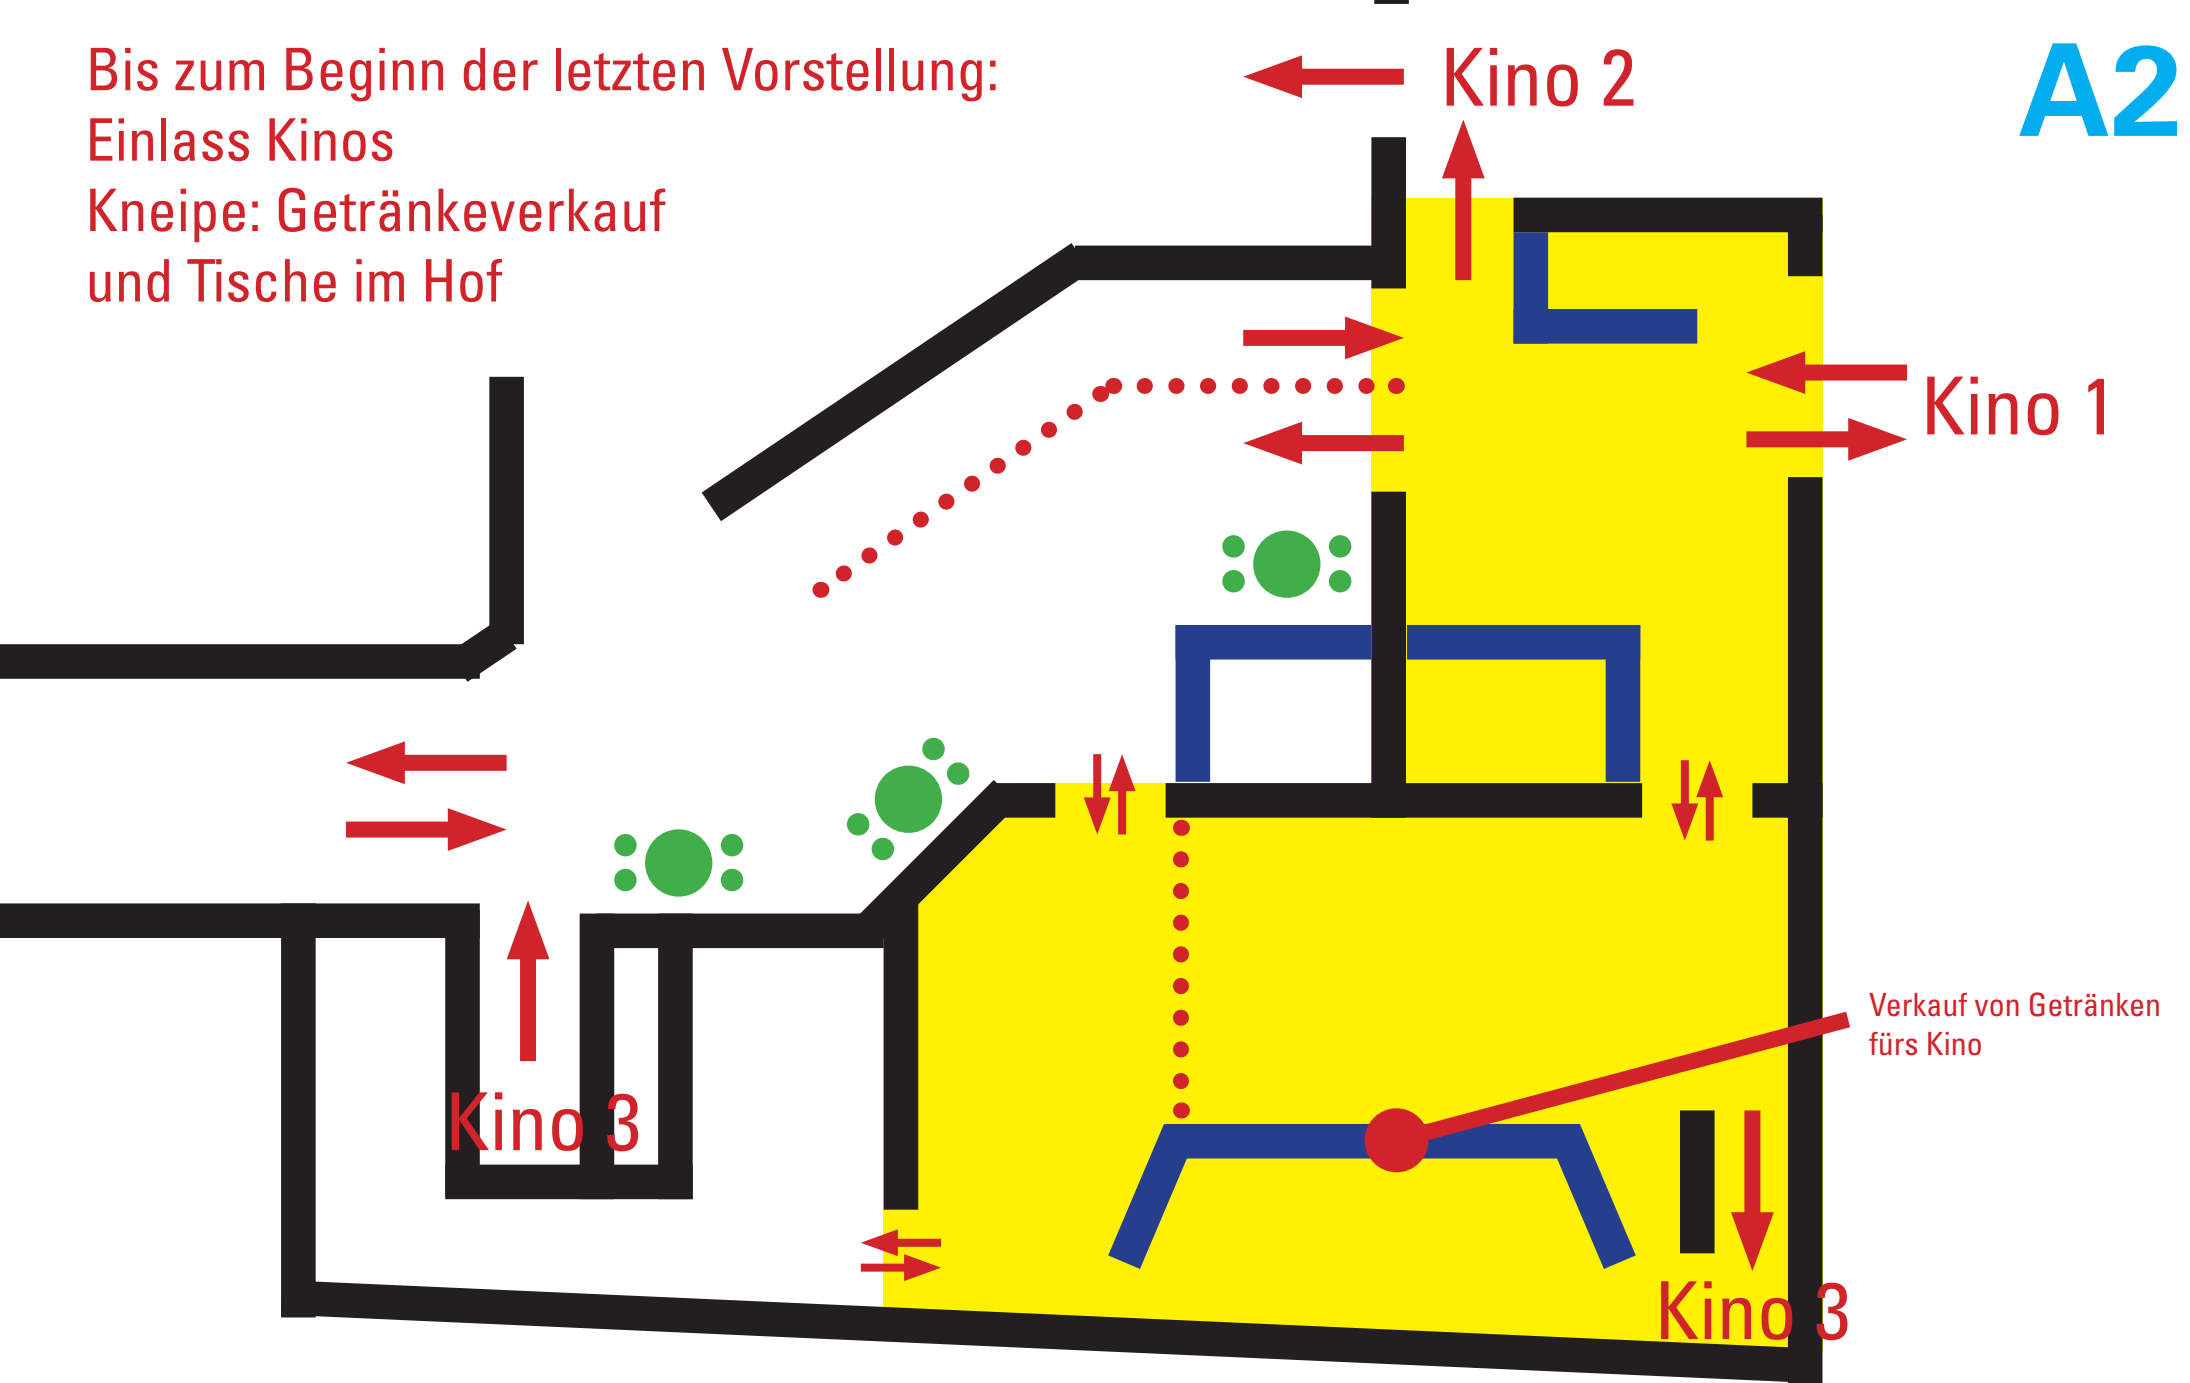 Bis zum Beginn der letzten Vorstellung:
Einlass Kinos
Kneipe: Getränkeverkauf
und Tische im Hof
Kino 2
A2
Kino 1
Verkauf von Getränken
fürs Kino
Kino 3
Kino 3